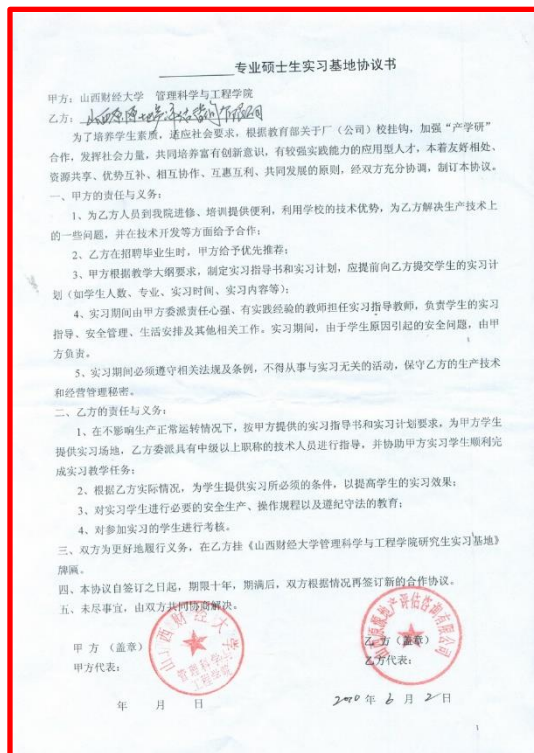 专业硕士生实习基地协议书
甲方：山西财经大学 管理科学与工程学院
乙方：山西原源土地房地产评估咨询有限公司
为了培养学生素质，适应社会要求，根据教育部关于厂（公司）校挂钩，加强“产学研”
合作，发挥社会力量，共同培养富有创新意识，有较强实践能力的应用型人才，本着友好相处、
资源共享、优势互补、相互协作、互惠互利、共同发展的原则，经双方充分协调，制订本协议。
一、甲方的责任与义务：
1、为乙方人员到我院进修、培训提供便利，利用学校的技术优势，为乙方解决生产技术上
的一些问题，并在技术开发等方面给予合作；
2、乙方在招聘毕业生时，甲方给予优先推荐；
3、甲方根据教学大纲要求，制定实习指导书和实习计划，应提前向乙方提交学生的实习计
划（如学生人数、专业、实习时间、实习内容等）；
4、实习期间由甲方委派责任心强、有实践经验的教师担任实习指导教师，负责学生的实习
指导、安全管理、生活安排及其他相关工作。实习期间，由于学生原因引起的安全问题，由甲
方负责。
5、实习期间必须遵守相关法规及条例，不得从事与实习无关的活动，保守乙方的生产技术
和经营管理秘密。
二、乙方的责任与义务：
1、在不影响生产正常运转情况下，按甲方提供的实习指导书和实习计划要求，为甲方学生
提供实习场地，乙方委派具有中级以上职称的技术人员进行指导，并协助甲方实习学生顺利完
成实习教学任务；
2、根据乙方实际情况，为学生提供实习所必须的条件，以提高学生的实习效果；
3、对实习学生进行必要的安全生产、操作规程以及遵纪守法的教育；
4、对参加实习的学生进行考核。
三、双方为更好地履行义务，在乙方挂《山西财经大学管理科学与工程学院研究生实习基地》
牌匾。
四、本协议自签订之日起，期限十年，期满后，双方根据情况再签订新的合作协议。
五、未尽事宜，由双方共同协商解决。
甲 方（盖章）
乙 方（盖章）
甲方代表：
乙方代表：
山西财经大学
管理科学与
工程学院
年 月 日
2010 年 6 月 2 日
1